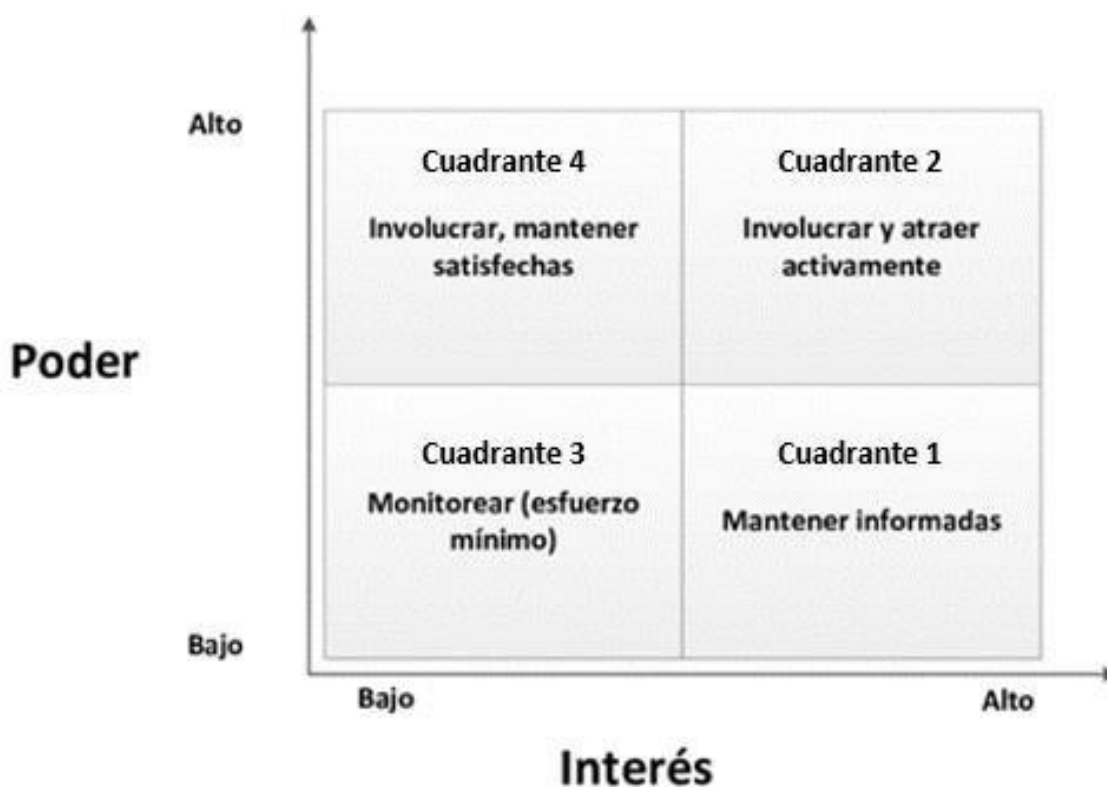 Alto
Cuadrante 4
Involucrar, mantener
satisfechas
Cuadrante 2
Involucrar y atraer
activamente
Poder
Cuadrante 3
Monitorear (esfuerzo
mínimo)
Cuadrante 1
Mantener informadas
Bajo
Bajo
Alto
Interés